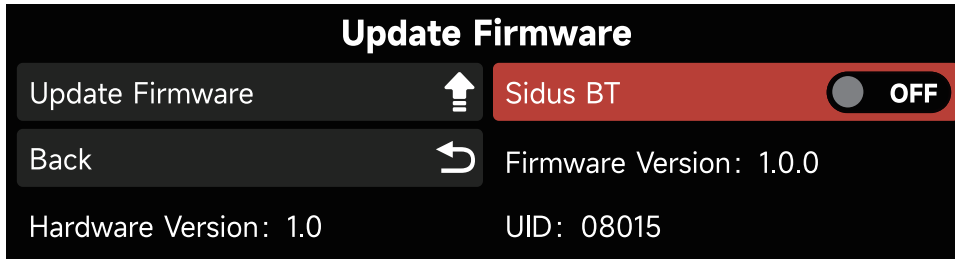 Update Firmware
Update Firmware
Sidus BT
OFF
Back
Firmware Version: 1.0.0
Hardware Version: 1.0
UID: 08015